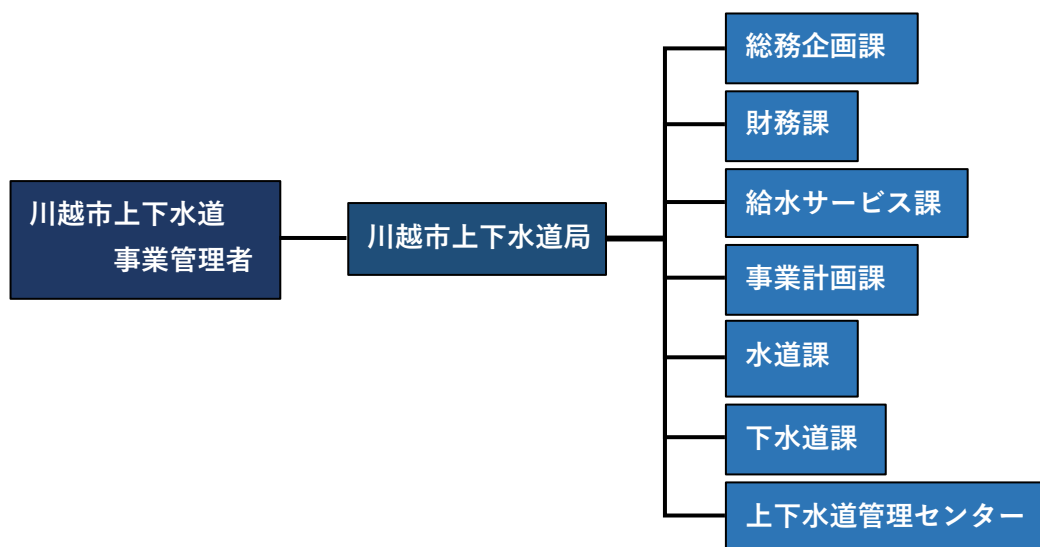 川越市上下水道
事業管理者
川越市上下水道局
総務企画課
財務課
給水サービス課
事業計画課
水道課
下水道課
上下水道管理センター